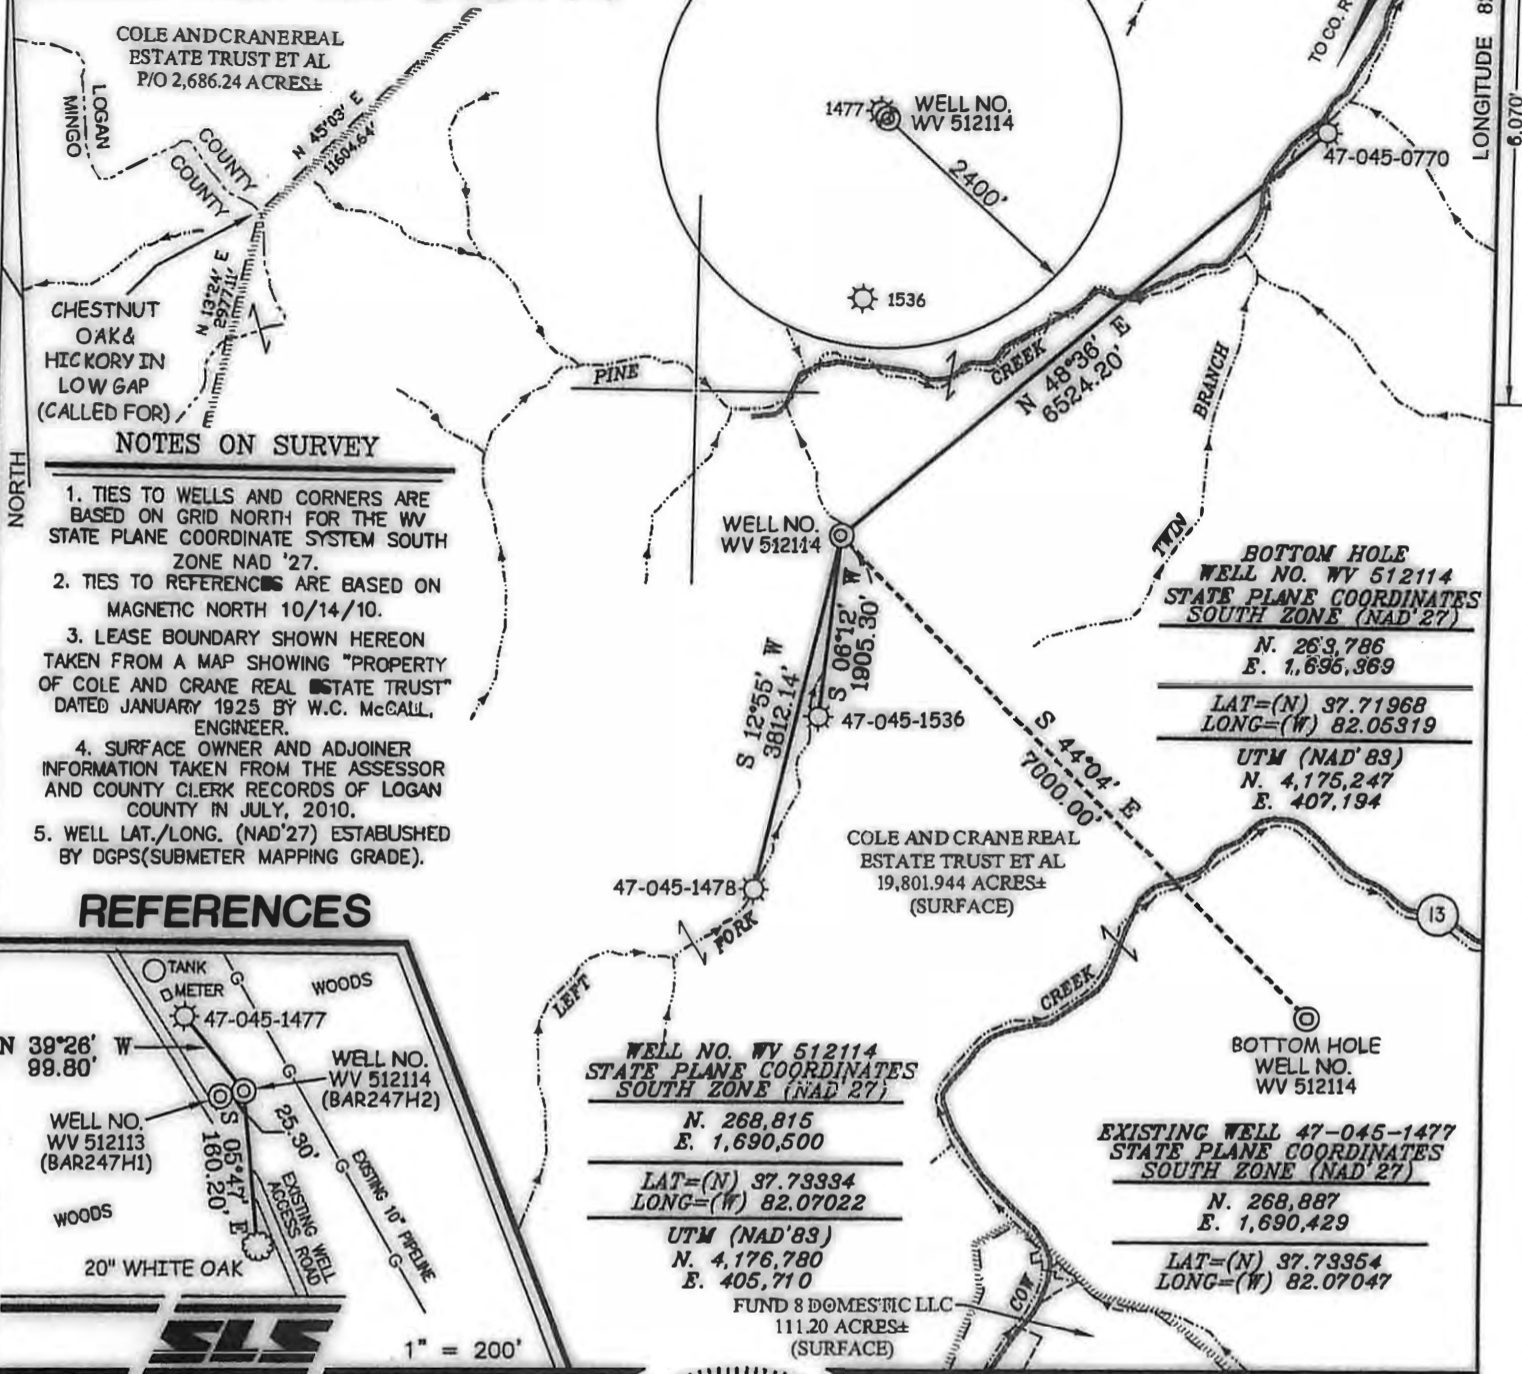 COLE AND CRANE REAL
ESTATE TRUST ET AL
P/O 2,686.24 ACRES±
LOGAN
MINGO
COUNTY
COUNTY
N 45°03' E
11604.64'
N 13°24' E
2977.11'
CHESTNUT
OAK &
HICKORY IN
LOW GAP
(CALLED FOR)
NORTH
1477
WELL NO.
WV 512114
2400'
1536
TO CO. R
LONGITUDE 8
6,070'
47-045-0770
PINE
CREEK
N 48°36' E
6524.20'
BRANCH
TWIN
NOTES ON SURVEY
1. TIES TO WELLS AND CORNERS ARE
BASED ON GRID NORTH FOR THE WV
STATE PLANE COORDINATE SYSTEM SOUTH
ZONE NAD '27.
2. TIES TO REFERENCES ARE BASED ON
MAGNETIC NORTH 10/14/10.
3. LEASE BOUNDARY SHOWN HEREON
TAKEN FROM A MAP SHOWING "PROPERTY
OF COLE AND CRANE REAL ESTATE TRUST"
DATED JANUARY 1925 BY W.C. McCALL,
ENGINEER.
4. SURFACE OWNER AND ADJOINER
INFORMATION TAKEN FROM THE ASSESSOR
AND COUNTY CLERK RECORDS OF LOGAN
COUNTY IN JULY, 2010.
5. WELL LAT./LONG. (NAD'27) ESTABLISHED
BY DGPS(SUBMETER MAPPING GRADE).
WELL NO.
WV 512114
S 12°55' W
3812.14'
S 06°12' W
1905.30'
47-045-1536
S 44°04' E
7000.00'
BOTTOM HOLE
WELL NO. WV 512114
STATE PLANE COORDINATES
SOUTH ZONE (NAD'27)
N. 263,786
E. 1,695,369
LAT=(N) 37.71968
LONG=(W) 82.05319
UTM (NAD'83)
N. 4,175,247
E. 407,194
COLE AND CRANE REAL
ESTATE TRUST ET AL
19,801.944 ACRES±
(SURFACE)
47-045-1478
FORK
LEFT
13
CREEK
BOTTOM HOLE
WELL NO.
WV 512114
REFERENCES
TANK
METER
WOODS
47-045-1477
N 39°26' W
99.80'
WELL NO.
WV 512114
(BAR247H2)
WELL NO.
WV 512113
(BAR247H1)
25.30'
S 05°47' E
160.20'
WOODS
EXISTING WELL
ACCESS ROAD
EXISTING 10" PIPELINE
G
G
G
G
20" WHITE OAK
SLS
1" = 200'
WELL NO. WV 512114
STATE PLANE COORDINATES
SOUTH ZONE (NAD'27)
N. 268,815
E. 1,690,500
LAT=(N) 37.73334
LONG=(W) 82.07022
UTM (NAD'83)
N. 4,176,780
E. 405,710
EXISTING WELL 47-045-1477
STATE PLANE COORDINATES
SOUTH ZONE (NAD'27)
N. 268,887
E. 1,690,429
LAT=(N) 37.73354
LONG=(W) 82.07047
FUND 8 DOMESTIC LLC
111.20 ACRES±
(SURFACE)
COW